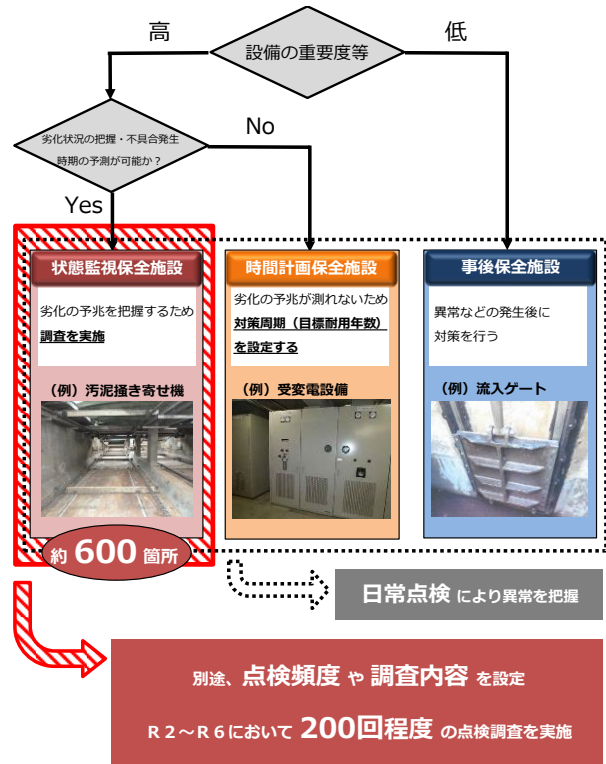 高
設備の重要度等
低
劣化状況の把握・不具合発生
時期の予測が可能か？
No
Yes
状態監視保全施設
劣化の予兆を把握するため
調査を実施
（例）汚泥掻き寄せ機
約 600 箇所
時間計画保全施設
劣化の予兆が測れないため
対策周期（目標耐用年数）
を設定する
（例）受変電設備
事後保全施設
異常などの発生後に
対策を行う
（例）流入ゲート
日常点検 により異常を把握
別途、点検頻度 や 調査内容 を設定
R２～R６において 200回程度 の点検調査を実施